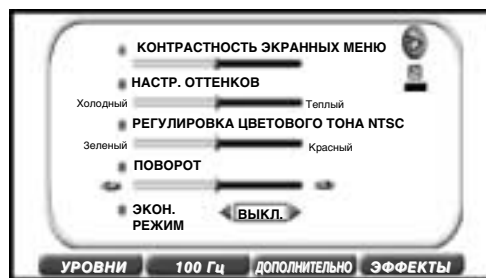 КОНТРАСТНОСТЬ ЭКРАННЫХ МЕНЮ
НАСТР. ОТТЕНКОВ
Холодный Теплый
РЕГУЛИРОВКА ЦВЕТОВОГО ТОНА NTSC
Зеленый Красный
ПОВОРОТ
ЭКОН. ВЫКЛ.
РЕЖИМ
УРОВНИ 100 Гц ДОПОЛНИТЕЛЬНО ЭФФЕКТЫ